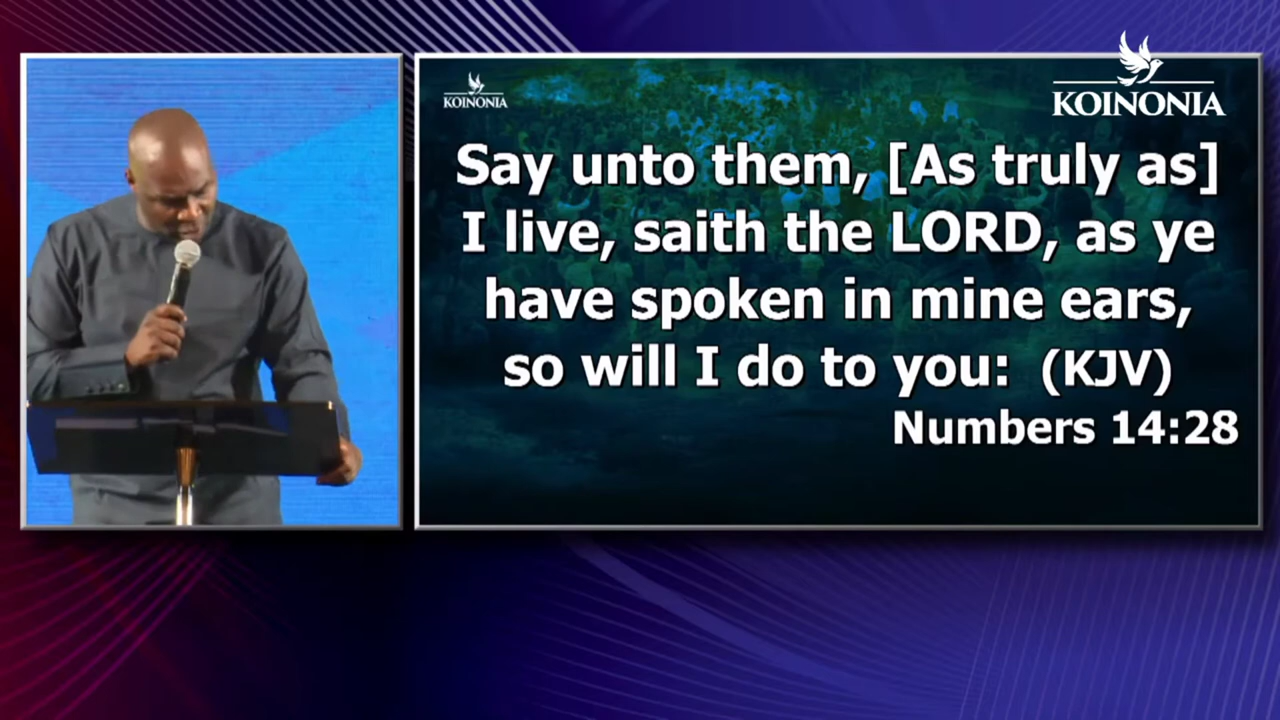 KOINONIA
KOINONIA
Say unto them, [As truly as]
I live, saith the LORD, as ye
have spoken in mine ears,
so will I do to you: (KJV)
Numbers 14:28